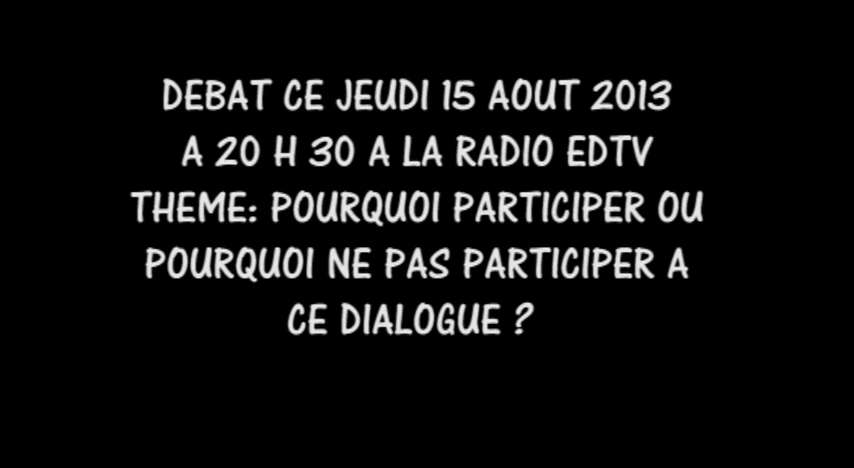 DEBAT CE JEUDI 15 AOUT 2013
A 20 H 30 A LA RADIO EDTV
THEME: POURQUOI PARTICIPER OU
POURQUOI NE PAS PARTICIPER A
CE DIALOGUE ?